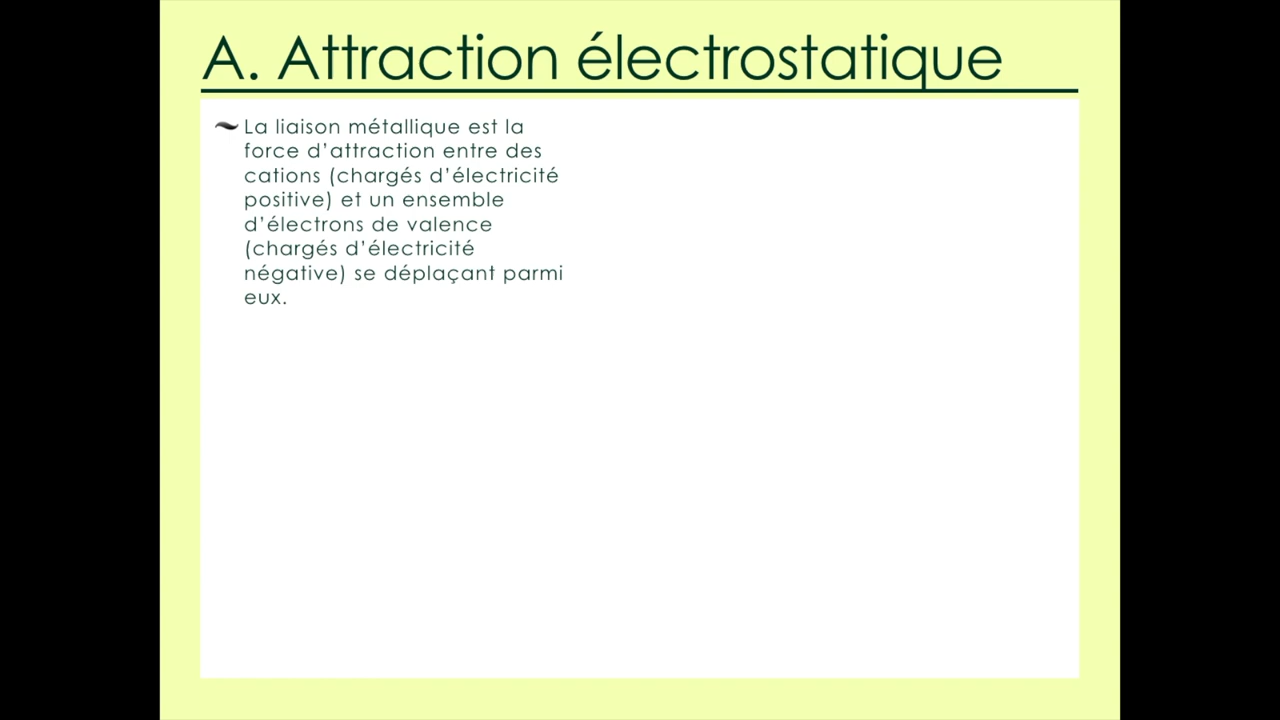 A. Attraction électrostatique
La liaison métallique est la
force d’attraction entre des
cations (chargés d’électricité
positive) et un ensemble
d’électrons de valence
(chargés d’électricité
négative) se déplaçant parmi
eux.